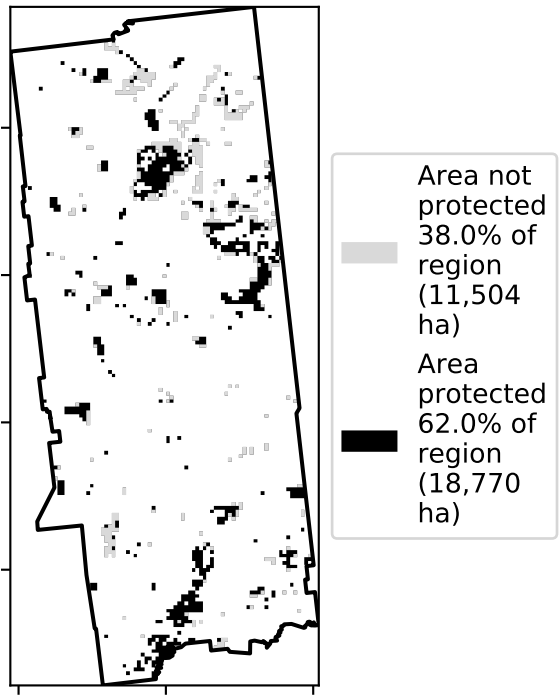 Area not
protected
38.0% of
region
(11,504
ha)
Area
protected
62.0% of
region
(18,770
ha)